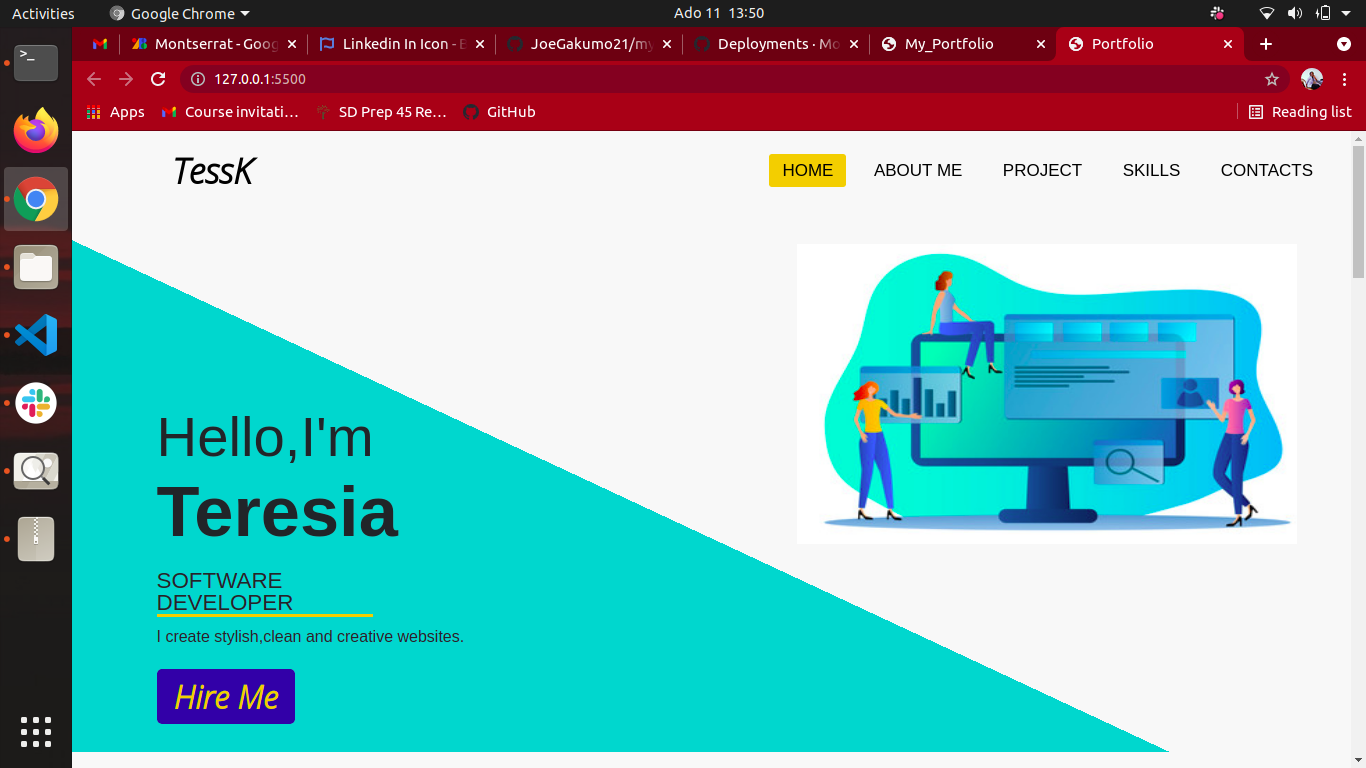 Activities
Google Chrome
Ado 11 13:50
Montserrat - Goog
Linkedin In Icon - E
JoeGakumo21/my
Deployments · Mo
My_Portfolio
Portfolio
127.0.0.1:5500
Apps
Course invitati…
SD Prep 45 Re…
GitHub
Reading list
TessK
HOME
ABOUT ME
PROJECT
SKILLS
CONTACTS
Hello,I'm
Teresia
SOFTWARE
DEVELOPER
I create stylish,clean and creative websites.
Hire Me